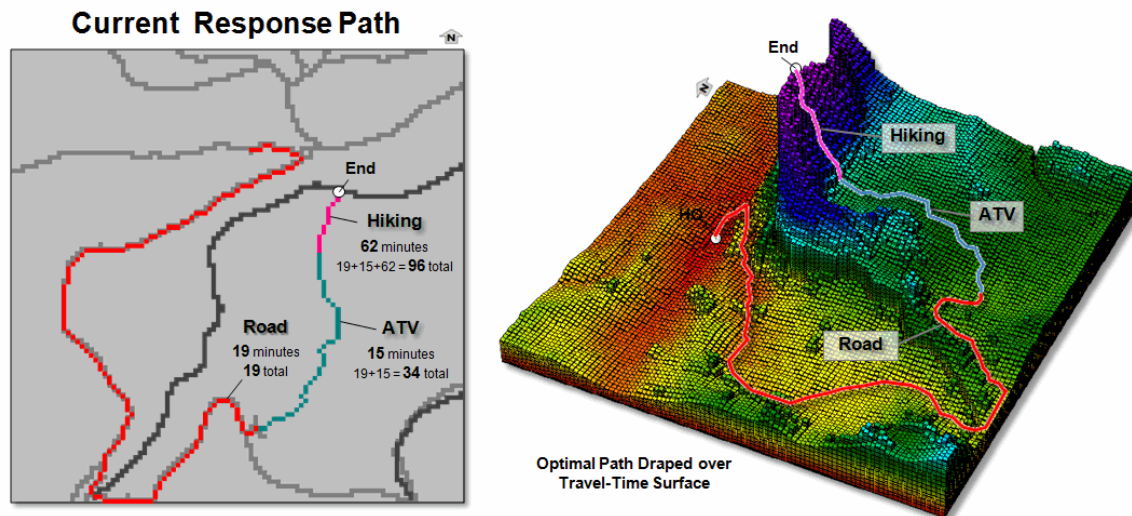 Current Response Path
N
End
Hiking
62 minutes
19+15+62 = 96 total
Road
19 minutes
19 total
ATV
15 minutes
19+15 = 34 total
End
N
Hiking
HQ
ATV
Road
Optimal Path Draped over
Travel-Time Surface